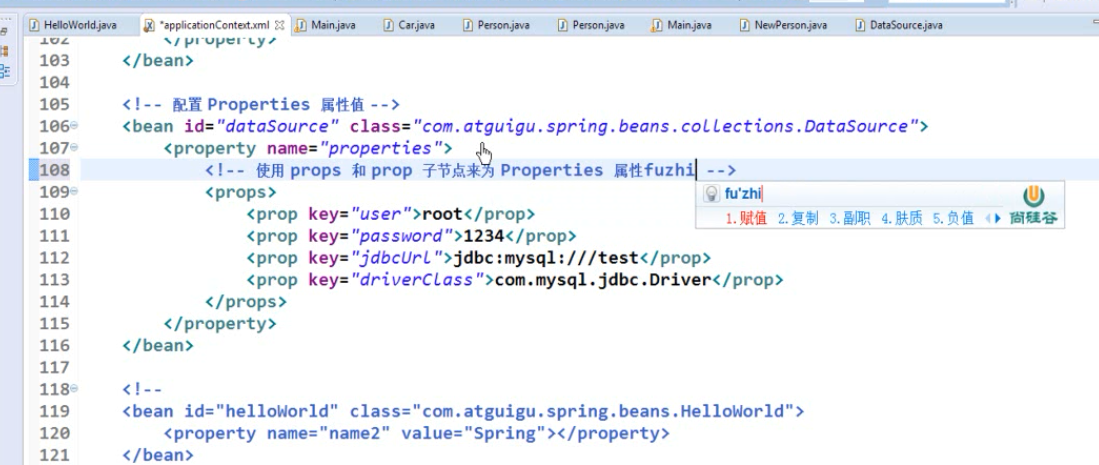 HelloWorld.java *applicationContext.xml Main.java Car.java Person.java Person.java Main.java NewPerson.java DataSource.java
102 </property>
103 </bean>
104
105 <!-- 配置 Properties 属性值 -->
106 <bean id="dataSource" class="com.atguigu.spring.beans.collections.DataSource">
107 <property name="properties">
108 <!-- 使用 props 和 prop 子节点来为 Properties 属性fuzhi -->
fu'zhi
1.赋值 2.复制 3.副职 4.肤质 5.负值
尚硅谷
109 <props>
110 <prop key="user">root</prop>
111 <prop key="password">1234</prop>
112 <prop key="jdbcUrl">jdbc:mysql:///test</prop>
113 <prop key="driverClass">com.mysql.jdbc.Driver</prop>
114 </props>
115 </property>
116 </bean>
117
118 <!--
119 <bean id="helloWorld" class="com.atguigu.spring.beans.HelloWorld">
120 <property name="name2" value="Spring"></property>
121 </bean>